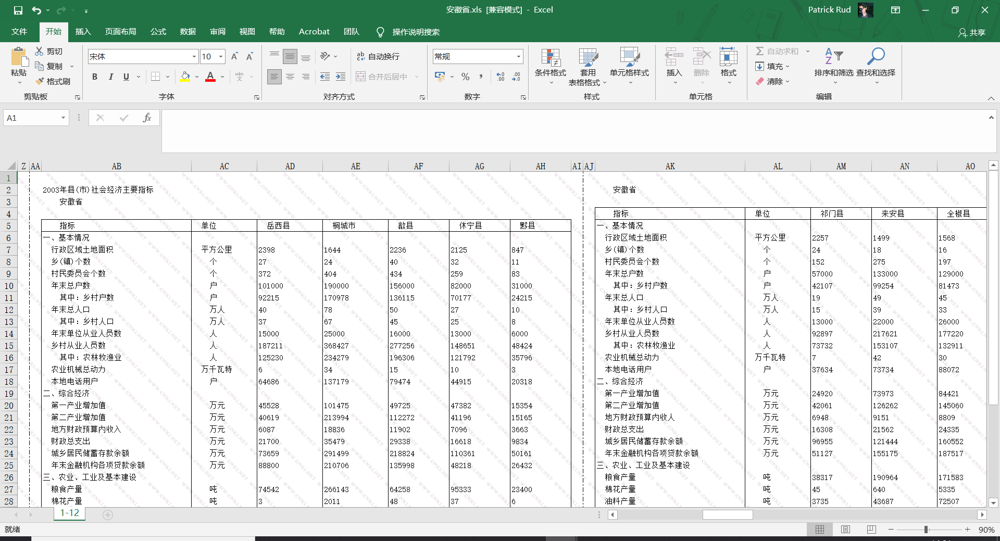 安徽省.xls [兼容模式] - Excel
Patrick Rud
文件 开始 插入 页面布局 公式 数据 审阅 视图 帮助 Acrobat 团队 操作说明搜索 共享
粘贴 剪切 复制 格式刷 剪贴板
宋体 10 B I U A wén 文 字体
ab 自动换行 合并后居中 对齐方式
常规 % , 数字
条件格式 套用 表格格式 单元格样式 样式
插入 删除 格式 单元格
自动求和 填充 清除 排序和筛选 查找和选择 编辑
A1 fx
Z AA AB AC AD AE AF AG AH AI AJ AK AL AM AN AO
1
2 2003年县(市)社会经济主要指标 安徽省
3 安徽省
4 指标 单位 祁门县 来安县 全椒县
5 指标 单位 岳西县 桐城市 歙县 休宁县 黟县 一、基本情况
6 一、基本情况 行政区域土地面积 平方公里 2257 1499 1568
7 行政区域土地面积 平方公里 2398 1644 2236 2125 847 乡(镇)个数 个 24 18 16
8 乡(镇)个数 个 27 24 40 32 11 村民委员会个数 个 152 275 197
9 村民委员会个数 个 372 404 434 259 83 年末总户数 户 57000 133000 129000
10 年末总户数 户 101000 190000 156000 82000 31000 其中:乡村户数 户 42107 99254 81473
11 其中:乡村户数 户 92215 170978 136115 70177 24215 年末总人口 万人 19 49 45
12 年末总人口 万人 40 78 50 27 10 其中:乡村人口 万人 15 39 33
13 其中:乡村人口 万人 37 67 45 25 8 年末单位从业人员数 人 13000 22000 26000
14 年末单位从业人员数 人 15000 25000 16000 13000 6000 乡村从业人员数 人 92897 217621 177220
15 乡村从业人员数 人 187211 368427 277256 148651 48424 其中:农林牧渔业 人 73732 153107 132911
16 其中:农林牧渔业 人 125230 234279 196306 121792 35796 农业机械总动力 万千瓦特 7 42 30
17 农业机械总动力 万千瓦特 6 34 15 10 3 本地电话用户 户 37634 73734 88072
18 本地电话用户 户 64686 137179 79474 44915 20318 二、综合经济
19 二、综合经济 第一产业增加值 万元 24920 73973 84421
20 第一产业增加值 万元 45528 101475 49725 47382 15354 第二产业增加值 万元 42061 126262 145060
21 第二产业增加值 万元 40619 213994 112272 41196 15165 地方财政预算内收人 万元 6948 9151 8809
22 地方财政预算内收入 万元 6087 18836 11902 7096 3663 财政总支出 万元 16308 21562 24335
23 财政总支出 万元 21700 35479 29338 16618 9834 城乡居民储蓄存款余额 万元 96955 121444 160552
24 城乡居民储蓄存款余额 万元 73659 291499 218824 110361 50161 年末金融机构各项贷款余额 万元 51127 155175 187517
25 年末金融机构各项贷款余额 万元 88800 210706 135998 48218 26432 三、农业、工业及基本建设
26 三、农业、工业及基本建设 粮食产量 吨 38317 190964 171583
27 粮食产量 吨 74542 266143 64258 95333 23400 棉花产量 吨 45 640 5335
28 棉花产量 吨 3 2011 48 37 6 油料产量 吨 3735 43687 72507
1-12
就绪 90%
WWW.CNKI.NET